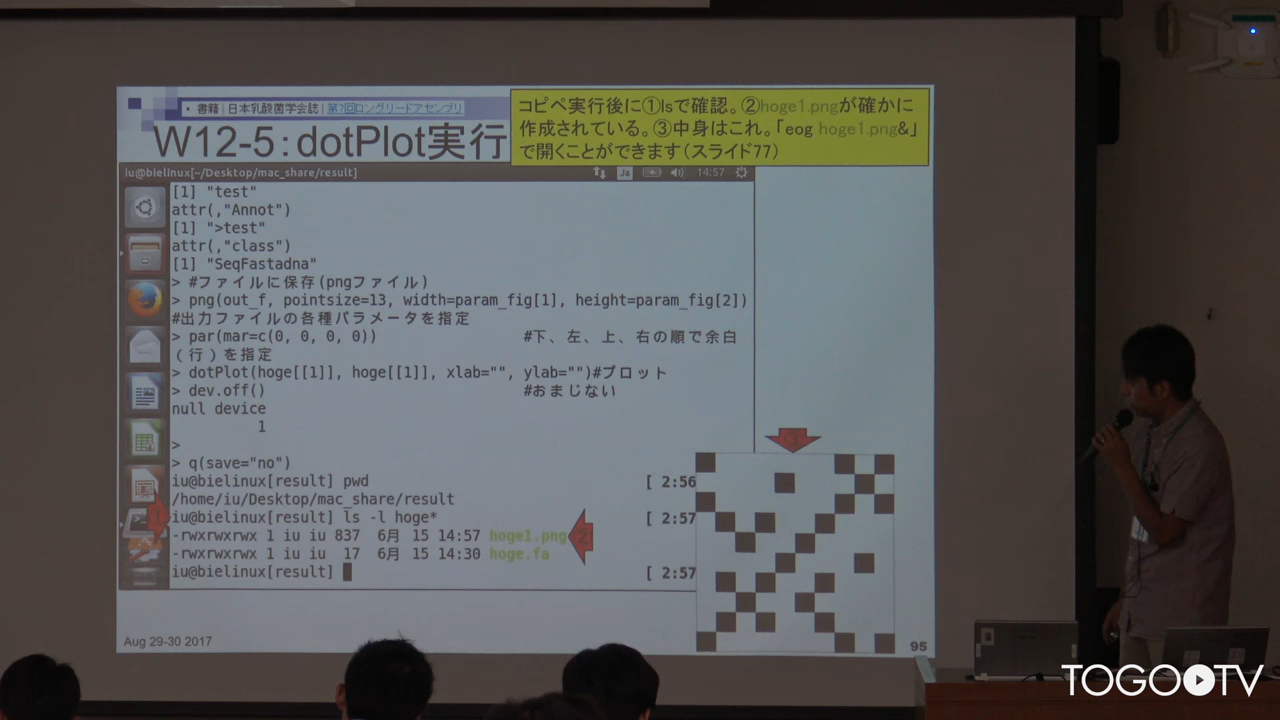 ・ 書籍 | 日本乳酸菌学会誌 | 第7回ロングリードアセンブリ
W12-5:dotPlot実行
コピペ実行後に①lsで確認。②hoge1.pngが確かに
作成されている。③中身はこれ。「eog hoge1.png&」
で開くことができます(スライド77)
iu@bielinux[~/Desktop/mac_share/result]
Ja
14:57
[1] "test"
attr(,"Annot")
[1] ">test"
attr(,"class")
[1] "SeqFastadna"
> #ファイルに保存(pngファイル)
> png(out_f, pointsize=13, width=param_fig[1], height=param_fig[2])
#出力ファイルの各種パラメータを指定
> par(mar=c(0, 0, 0, 0)) #下、左、上、右の順で余白
(行)を指定
> dotPlot(hoge[[1]], hoge[[1]], xlab="", ylab="")#プロット
> dev.off() #おまじない
null device
1
>
> q(save="no")
iu@bielinux[result] pwd [ 2:56
/home/iu/Desktop/mac_share/result
iu@bielinux[result] ls -l hoge* [ 2:57
-rwxrwxrwx 1 iu iu 837 6月 15 14:57 hoge1.png
-rwxrwxrwx 1 iu iu 17 6月 15 14:30 hoge.fa
iu@bielinux[result] [ 2:57
①
②
③
Aug 29-30 2017
95
TOGOTV